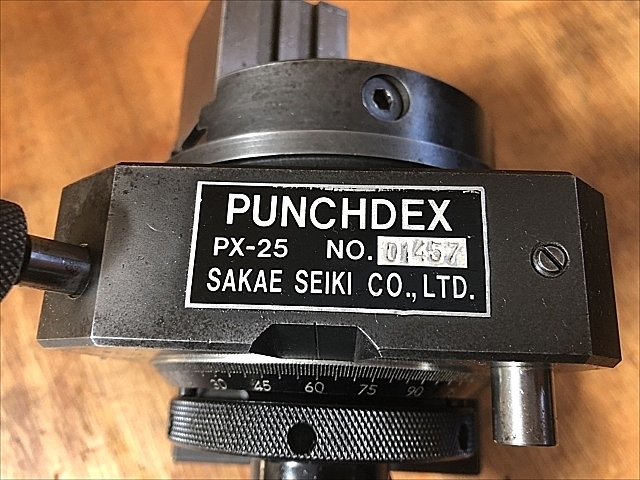 PUNCHDEX
PX-25 NO. 01457
SAKAE SEIKI CO., LTD.
30 45 60 75 90